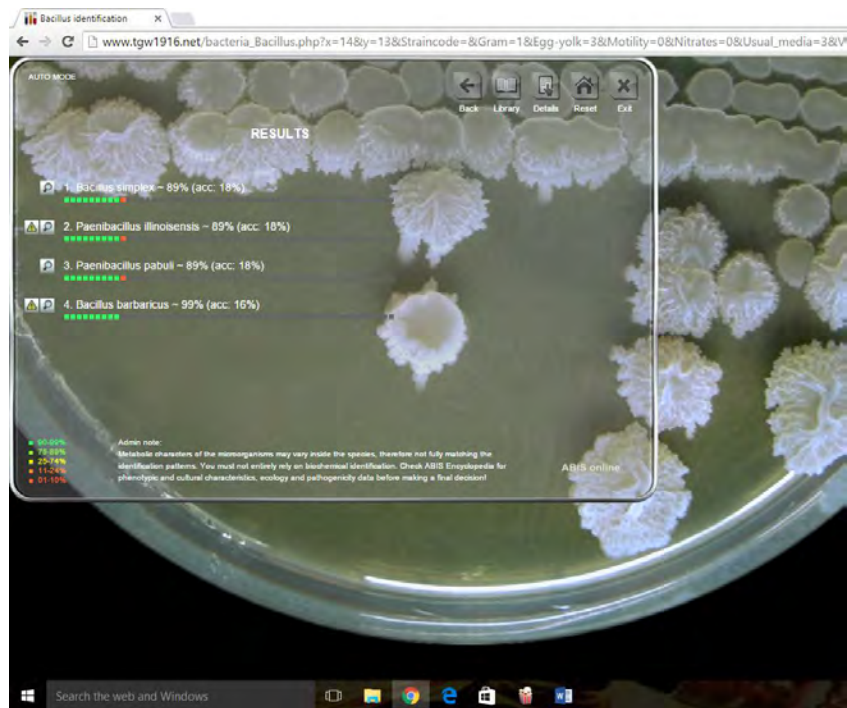 Bacillus identification
www.tgw1916.net/bacteria_Bacillus.php?x=14&y=13&Straincode=&Gram=1&Egg-yolk=3&Motility=0&Nitrates=0&Usual_media=3&V
AUTO MODE
Back Library Details Reset Exit
RESULTS
1. Bacillus simplex ~ 89% (acc: 18%)
2. Paenibacillus illinoisensis ~ 89% (acc: 18%)
3. Paenibacillus pabuli ~ 89% (acc: 18%)
4. Bacillus barbaricus ~ 99% (acc: 16%)
90-99%
75-89%
25-74%
11-24%
01-10%
Admin note:
Metabolic characters of the microorganisms may vary inside the species, therefore not fully matching the
identification patterns. You must not entirely rely on biochemical identification. Check ABIS Encyclopedia for
phenotypic and cultural characteristics, ecology and pathogenicity data before making a final decision!
ABIS online
Search the web and Windows